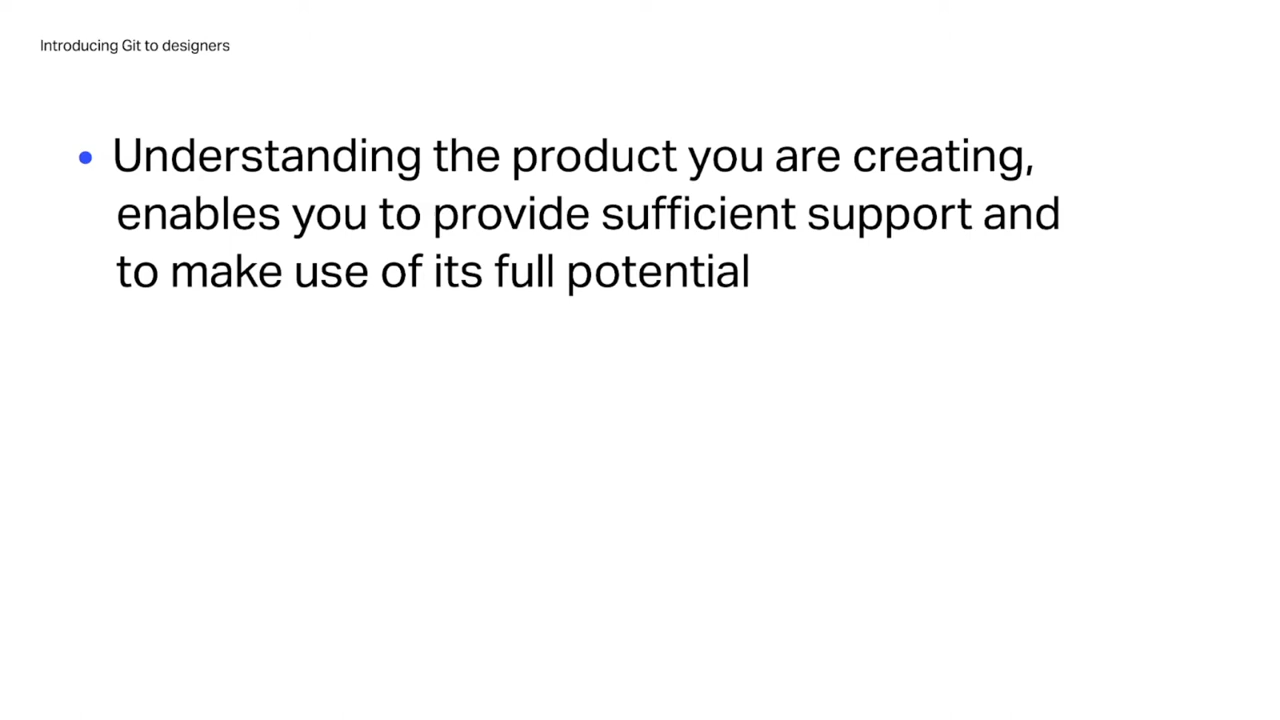 Introducing Git to designers
• Understanding the product you are creating,
enables you to provide sufficient support and
to make use of its full potential